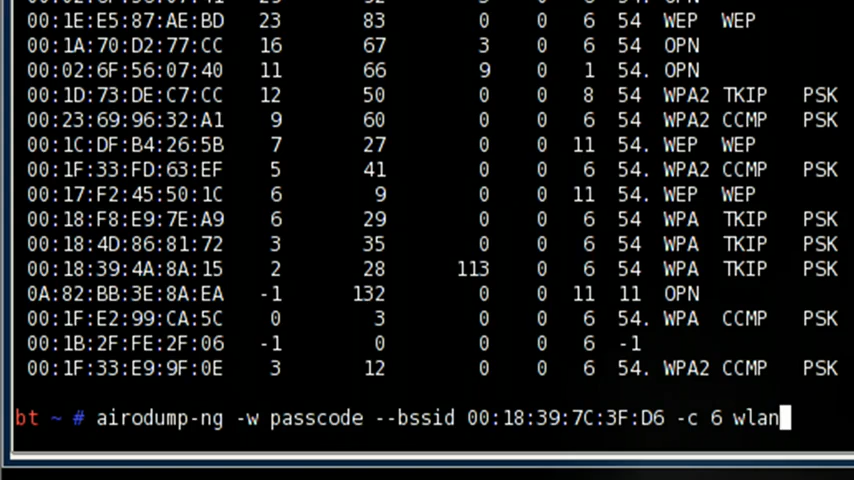 00:1E:E5:87:AE:BD 23 83 0 0 6 54 WEP WEP
00:1A:70:D2:77:CC 16 67 3 0 6 54 OPN
00:02:6F:56:07:40 11 66 9 0 1 54. OPN
00:1D:73:DE:C7:CC 12 50 0 0 8 54 WPA2 TKIP PSK
00:23:69:96:32:A1 9 60 0 0 6 54 WPA2 CCMP PSK
00:1C:DF:B4:26:5B 7 27 0 0 11 54. WEP WEP
00:1F:33:FD:63:EF 5 41 0 0 6 54. WPA2 CCMP PSK
00:17:F2:45:50:1C 6 9 0 0 11 54. WEP WEP
00:18:F8:E9:7E:A9 6 29 0 0 6 54 WPA TKIP PSK
00:18:4D:86:81:72 3 35 0 0 6 54. WPA TKIP PSK
00:18:39:4A:8A:15 2 28 113 0 6 54 WPA TKIP PSK
0A:82:BB:3E:8A:EA -1 132 0 0 11 11 OPN
00:1F:E2:99:CA:5C 0 3 0 0 6 54. WPA CCMP PSK
00:1B:2F:FE:2F:06 -1 0 0 0 6 -1
00:1F:33:E9:9F:0E 3 12 0 0 6 54. WPA2 CCMP PSK
bt ~ # airodump-ng -w passcode --bssid 00:18:39:7C:3F:D6 -c 6 wlan